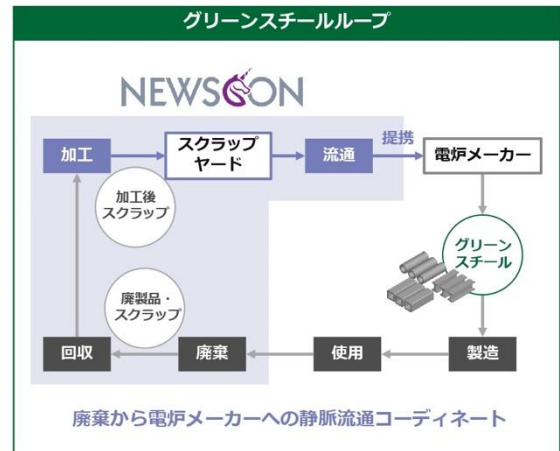 グリーンスチールループ
NEWSCON
加工
スクラップ
ヤード
流通
提携
電炉メーカー
加工後
スクラップ
グリーン
スチール
廃製品・
スクラップ
回収
廃棄
使用
製造
廃棄から電炉メーカーへの静脈流通コーディネート